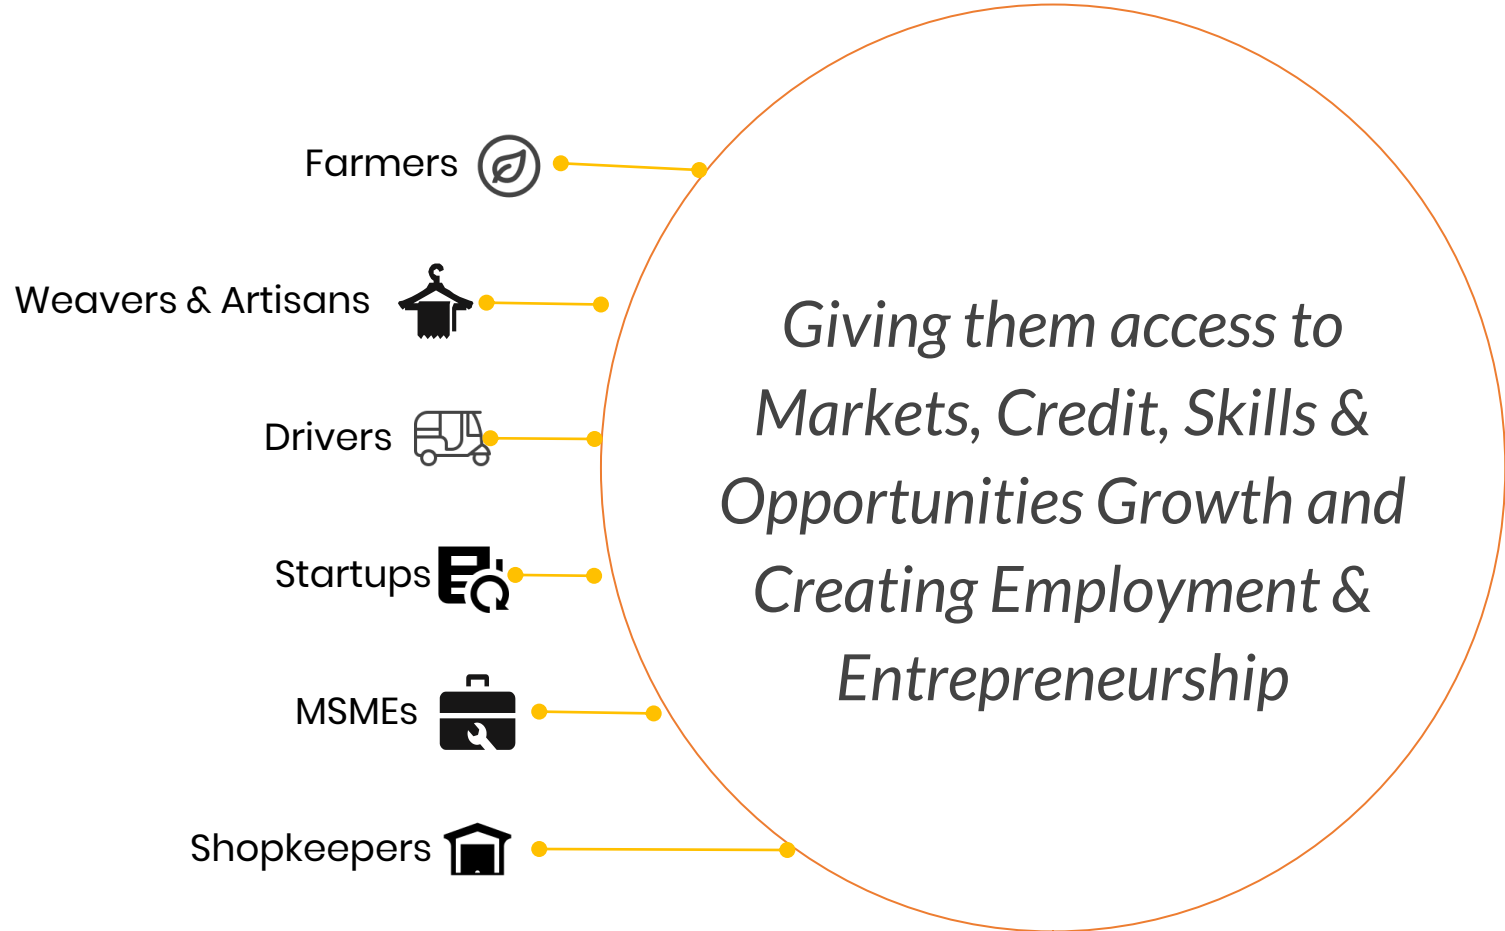 Farmers
Weavers & Artisans
Drivers
Startups
MSMEs
Shopkeepers
Giving them access to
Markets, Credit, Skills &
Opportunities Growth and
Creating Employment &
Entrepreneurship